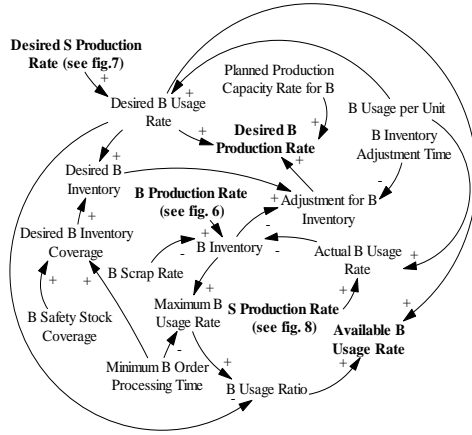 Desired S Production
Rate (see fig.7)
Planned Production
Capacity Rate for B
Desired B Usage
Rate
B Usage per Unit
Desired B
Production Rate
B Inventory
Adjustment Time
Desired B
Inventory
B Production Rate
(see fig. 6)
Adjustment for B
Inventory
Desired B Inventory
Coverage
B Inventory
Actual B Usage
Rate
B Scrap Rate
B Safety Stock
Coverage
Maximum B
Usage Rate
S Production Rate
(see fig. 8)
Available B
Usage Rate
Minimum B Order
Processing Time
B Usage Ratio